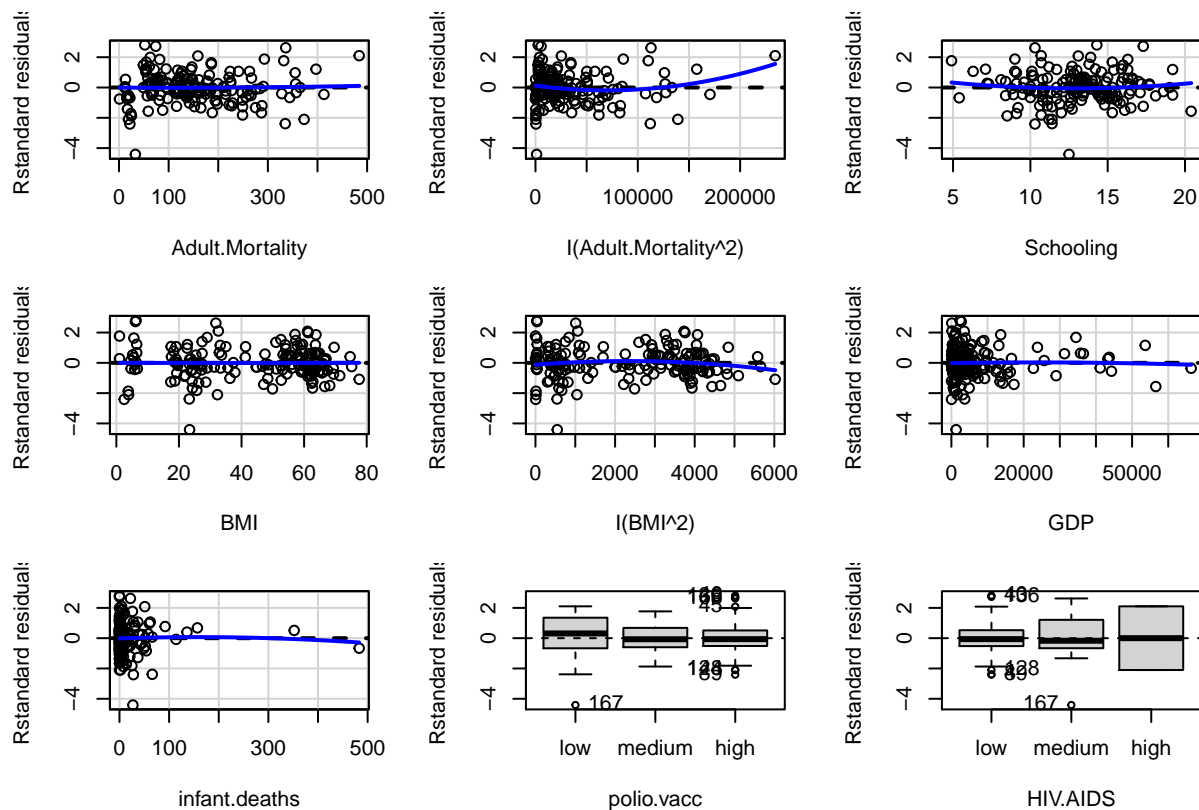 Rstandard residuals
2
0
−4
0 100 300 500
Adult.Mortality
Rstandard residuals
2
0
−4
0 100000 200000
I(Adult.Mortality^2)
Rstandard residuals
2
0
−4
5 10 15 20
Schooling
Rstandard residuals
2
0
−4
0 20 40 60 80
BMI
Rstandard residuals
2
0
−4
0 2000 4000 6000
I(BMI^2)
Rstandard residuals
2
0
−4
0 20000 50000
GDP
Rstandard residuals
2
0
−4
0 100 300 500
infant.deaths
Rstandard residuals
2
0
−4
45
167
low medium high
polio.vacc
Rstandard residuals
2
0
−4
167
low medium high
HIV.AIDS